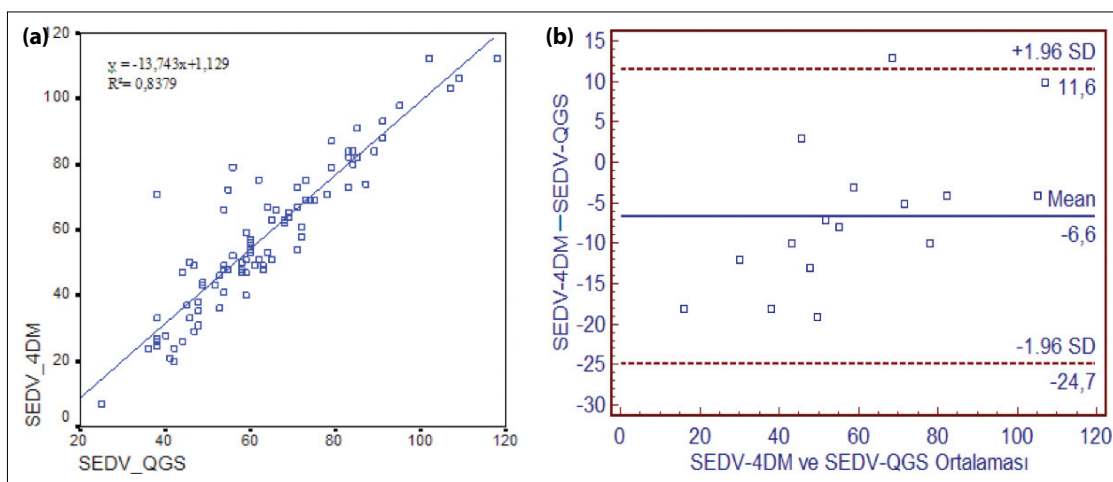 (a)
120
100
80
60
40
20
0
y = -13,743x+1,129
R²= 0,8379
SEDV_4DM
20 40 60 80 100 120
SEDV_QGS
(b)
15
10
5
0
-5
-10
-15
-20
-25
-30
SEDV-4DM—SEDV-QGS
+1.96 SD
11,6
Mean
-6,6
-1.96 SD
-24,7
0 20 40 60 80 100 120
SEDV-4DM ve SEDV-QGS Ortalaması